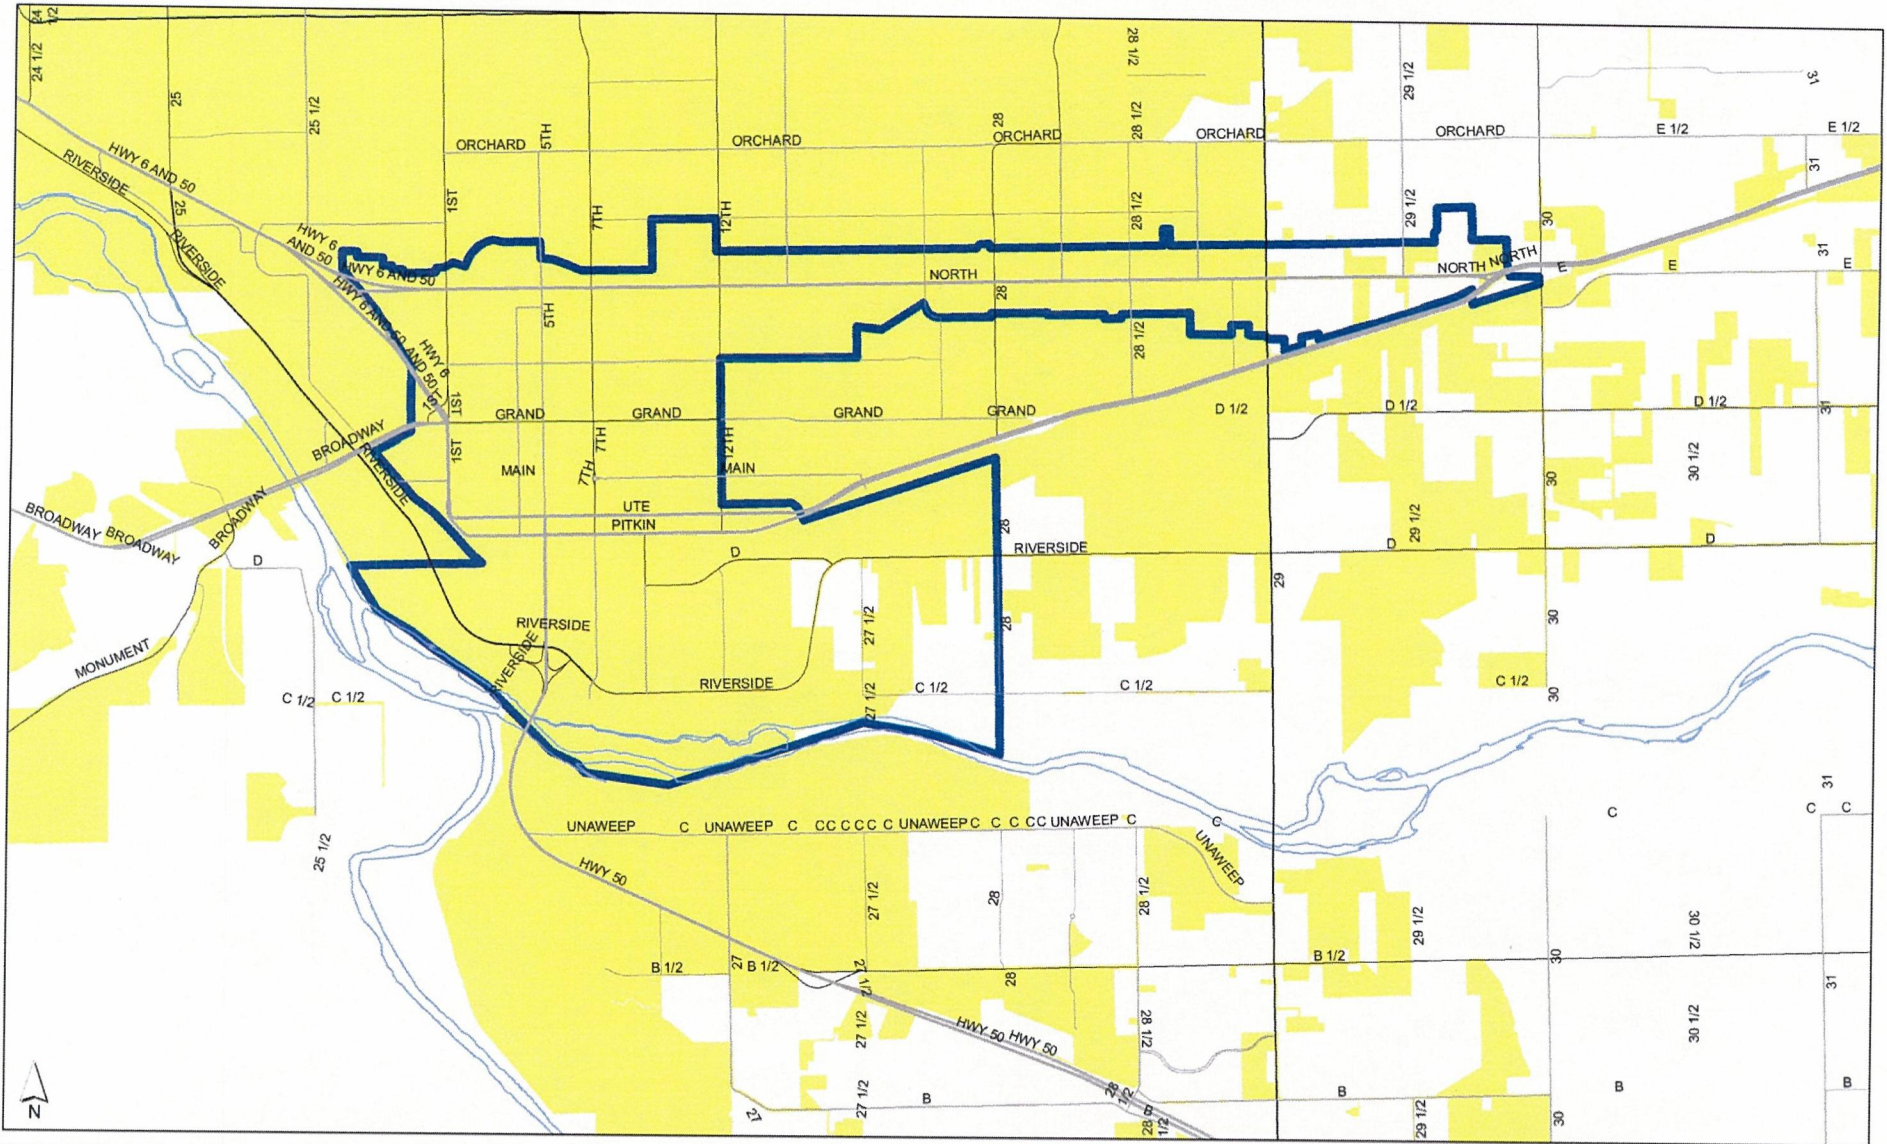 24 1/2
24 1/2
25
25 1/2
28 1/2
29 1/2
31
HWY 6 AND 50
RIVERSIDE
ORCHARD
5TH
ORCHARD
28
ORCHARD
28 1/2
ORCHARD
ORCHARD
E 1/2
E 1/2
31
25
RIVERSIDE
1ST
7TH
12TH
28 1/2
29 1/2
30
HWY 6
AND 50
HWY 6 AND 50
NORTH
NORTH
NORTH
E
E
31
E
HWY 6 AND 50
HWY 6
AND 50
5TH
28
28 1/2
1ST
1ST
GRAND
GRAND
GRAND
GRAND
D 1/2
D 1/2
D 1/2
31
BROADWAY
RIVERSIDE
1ST
MAIN
7TH
7TH
12TH
MAIN
30
30 1/2
BROADWAY
BROADWAY
BROADWAY
UTE
PITKIN
28
29 1/2
D
D
RIVERSIDE
D
D
29
MONUMENT
RIVERSIDE
RIVERSIDE
27 1/2
28
30
C 1/2
C 1/2
RIVERSIDE
27 1/2
C 1/2
C 1/2
C 1/2
30
UNAWEEP
C
UNAWEEP
C
CC C C C C
UNAWEEP
C
C
C
CC
UNAWEEP
C
C
C
31
C
C
25 1/2
HWY 50
UNAWEEP
27 1/2
28
28 1/2
29 1/2
30 1/2
B 1/2
27
B 1/2
27 1/2
28
B 1/2
30
31
27 1/2
HWY 50
HWY 50
28 1/2
30 1/2
27
27 1/2
B
28 1/2
B
28 1/2
B
29 1/2
B
30
B
N